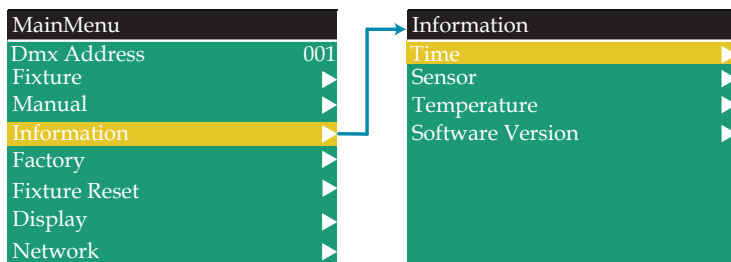 MainMenu
Dmx Address 001
Fixture
Manual
Information
Factory
Fixture Reset
Display
Network
Information
Time
Sensor
Temperature
Software Version